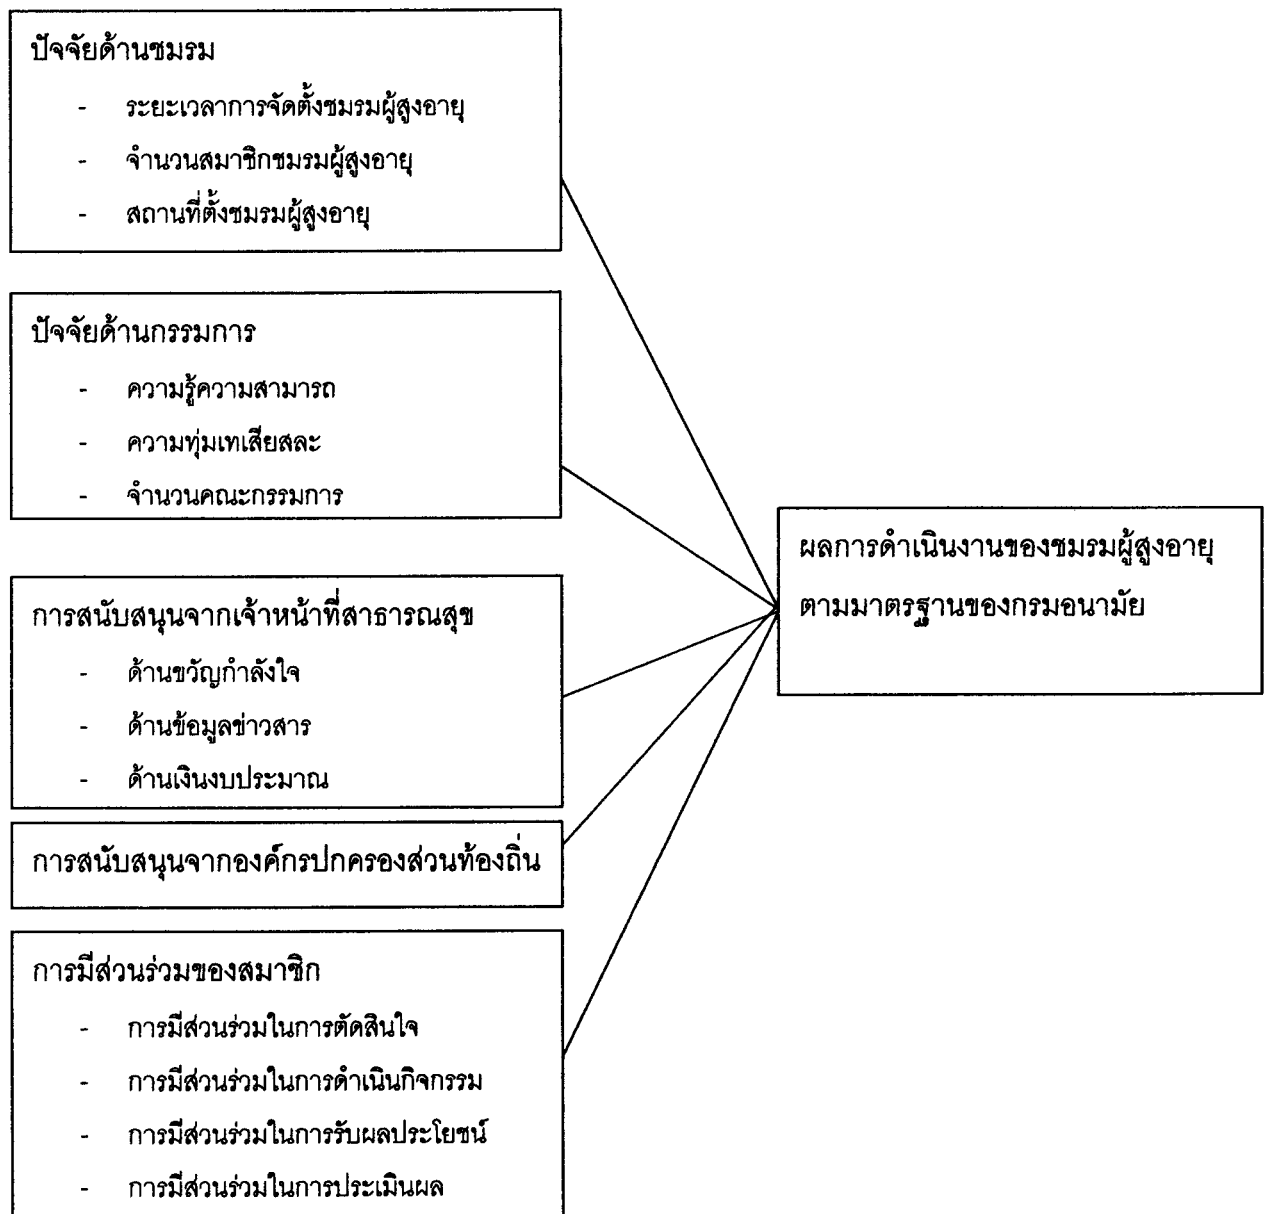 ปัจจัยด้านชมรม
- ระยะเวลาการจัดตั้งชมรมผู้สูงอายุ
- จำนวนสมาชิกชมรมผู้สูงอายุ
- สถานที่ตั้งชมรมผู้สูงอายุ
ปัจจัยด้านกรรมการ
- ความรู้ความสามารถ
- ความทุ่มเทเสียสละ
- จำนวนคณะกรรมการ
การสนับสนุนจากเจ้าหน้าที่สาธารณสุข
- ด้านขวัญกำลังใจ
- ด้านข้อมูลข่าวสาร
- ด้านเงินงบประมาณ
การสนับสนุนจากองค์กรปกครองส่วนท้องถิ่น
การมีส่วนร่วมของสมาชิก
- การมีส่วนร่วมในการตัดสินใจ
- การมีส่วนร่วมในการดำเนินกิจกรรม
- การมีส่วนร่วมในการรับผลประโยชน์
- การมีส่วนร่วมในการประเมินผล
ผลการดำเนินงานของชมรมผู้สูงอายุ
ตามมาตรฐานของกรมอนามัย